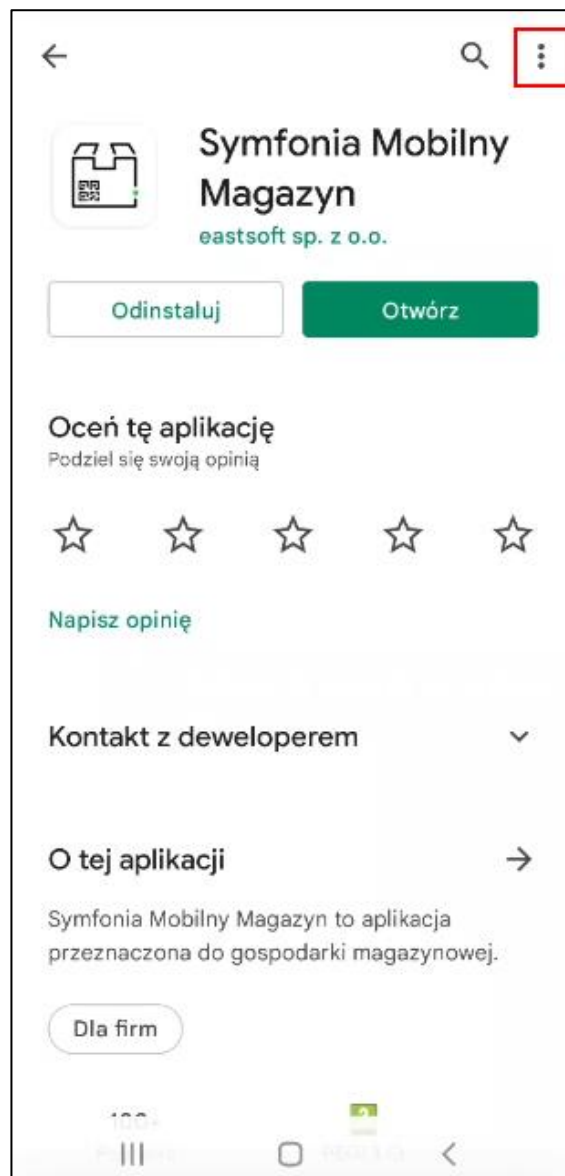 Symfonia Mobilny
Magazyn
eastsoft sp. z o.o.
Odinstaluj
Otwórz
Oceń tę aplikację
Podziel się swoją opinią
Napisz opinię
Kontakt z deweloperem
O tej aplikacji
Symfonia Mobilny Magazyn to aplikacja
przeznaczona do gospodarki magazynowej.
Dla firm